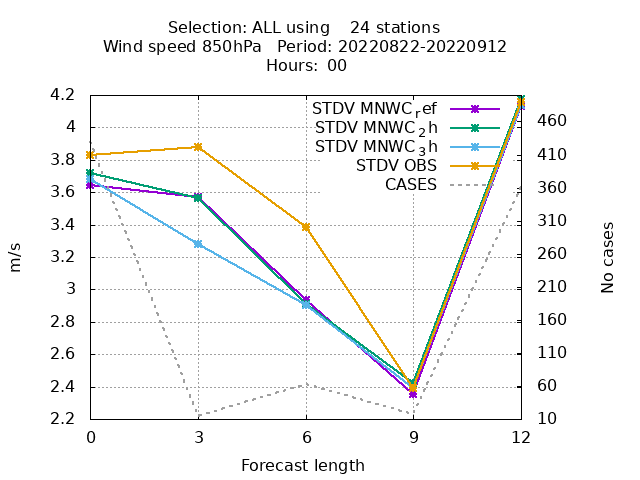 Selection: ALL using    24 stations
Wind speed 850hPa   Period: 20220822-20220912
Hours:  00
STDV MNWC_ref
STDV MNWC_2h
STDV MNWC_3h
STDV OBS
CASES
4.2
4
3.8
3.6
3.4
3.2
3
2.8
2.6
2.4
2.2
m/s
460
410
360
310
260
210
160
110
60
10
No cases
0 3 6 9 12
Forecast length